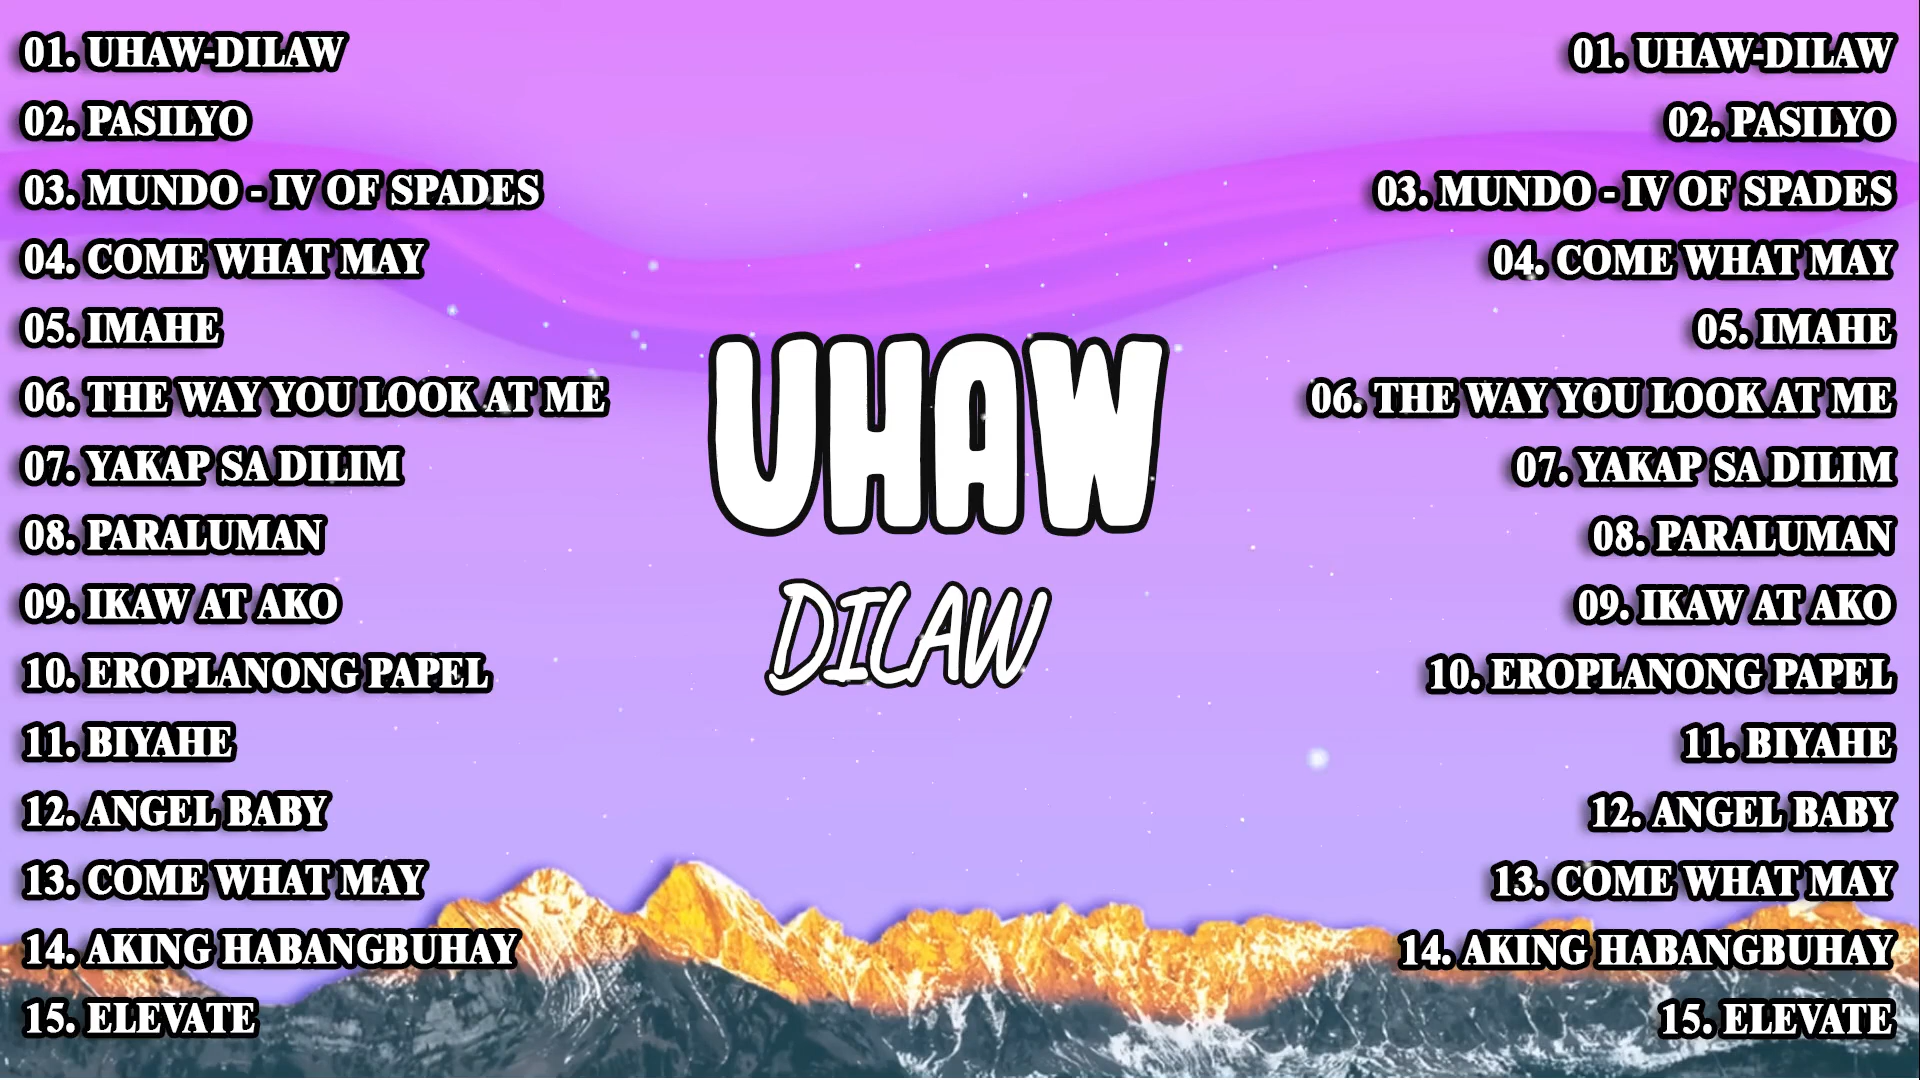 01. UHAW-DILAW
02. PASILYO
03. MUNDO - IV OF SPADES
04. COME WHAT MAY
05. IMAHE
06. THE WAY YOU LOOK AT ME
07. YAKAP SA DILIM
08. PARALUMAN
09. IKAW AT AKO
10. EROPLANONG PAPEL
11. BIYAHE
12. ANGEL BABY
13. COME WHAT MAY
14. AKING HABANGBUHAY
15. ELEVATE
UHAW
DILAW
01. UHAW-DILAW
02. PASILYO
03. MUNDO - IV OF SPADES
04. COME WHAT MAY
05. IMAHE
06. THE WAY YOU LOOK AT ME
07. YAKAP SA DILIM
08. PARALUMAN
09. IKAW AT AKO
10. EROPLANONG PAPEL
11. BIYAHE
12. ANGEL BABY
13. COME WHAT MAY
14. AKING HABANGBUHAY
15. ELEVATE